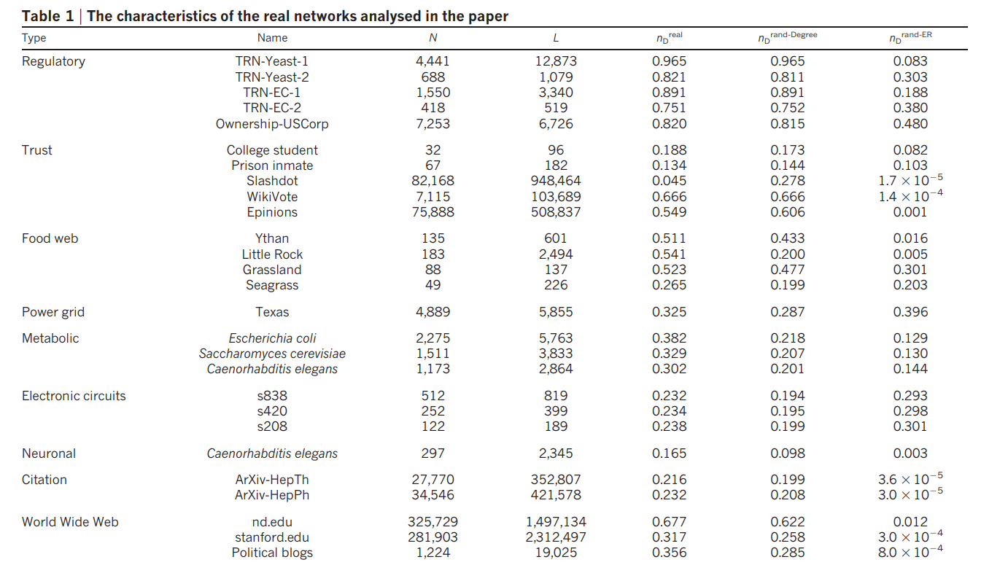 Table 1 | The characteristics of the real networks analysed in the paper
Type Name N L n_D^real n_D^rand-Degree n_D^rand-ER
Regulatory TRN-Yeast-1 4,441 12,873 0.965 0.965 0.083
TRN-Yeast-2 688 1,079 0.821 0.811 0.303
TRN-EC-1 1,550 3,340 0.891 0.891 0.188
TRN-EC-2 418 519 0.751 0.752 0.380
Ownership-USCorp 7,253 6,726 0.820 0.815 0.480
Trust College student 32 96 0.188 0.173 0.082
Prison inmate 67 182 0.134 0.144 0.103
Slashdot 82,168 948,464 0.045 0.278 1.7 × 10⁻⁵
WikiVote 7,115 103,689 0.666 0.666 1.4 × 10⁻⁴
Epinions 75,888 508,837 0.549 0.606 0.001
Food web Ythan 135 601 0.511 0.433 0.016
Little Rock 183 2,494 0.541 0.200 0.005
Grassland 88 137 0.523 0.477 0.301
Seagrass 49 226 0.265 0.199 0.203
Power grid Texas 4,889 5,855 0.325 0.287 0.396
Metabolic Escherichia coli 2,275 5,763 0.382 0.218 0.129
Saccharomyces cerevisiae 1,511 3,833 0.329 0.207 0.130
Caenorhabditis elegans 1,173 2,864 0.302 0.201 0.144
Electronic circuits s838 512 819 0.232 0.194 0.293
s420 252 399 0.234 0.195 0.298
s208 122 189 0.238 0.199 0.301
Neuronal Caenorhabditis elegans 297 2,345 0.165 0.098 0.003
Citation ArXiv-HepTh 27,770 352,807 0.216 0.199 3.6 × 10⁻⁵
ArXiv-HepPh 34,546 421,578 0.232 0.208 3.0 × 10⁻⁵
World Wide Web nd.edu 325,729 1,497,134 0.677 0.622 0.012
stanford.edu 281,903 2,312,497 0.317 0.258 3.0 × 10⁻⁴
Political blogs 1,224 19,025 0.356 0.285 8.0 × 10⁻⁴